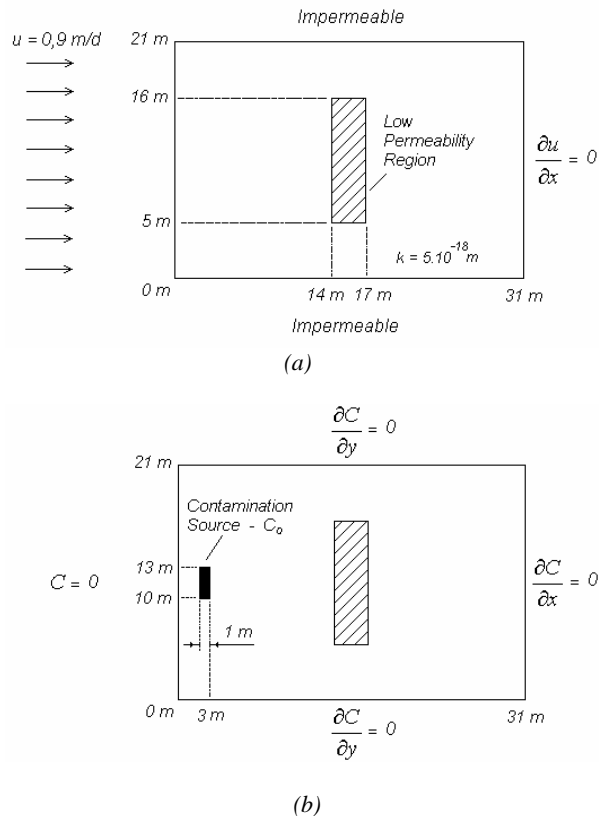 Impermeable
u = 0,9 m/d
21 m
16 m
Low
Permeability
Region
∂u/∂x = 0
5 m
k = 5.10^-18 m
0 m
14 m
17 m
31 m
Impermeable
(a)
∂C/∂y = 0
21 m
Contamination
Source - C₀
13 m
C = 0
10 m
∂C/∂x = 0
1 m
0 m
3 m
31 m
∂C/∂y = 0
(b)